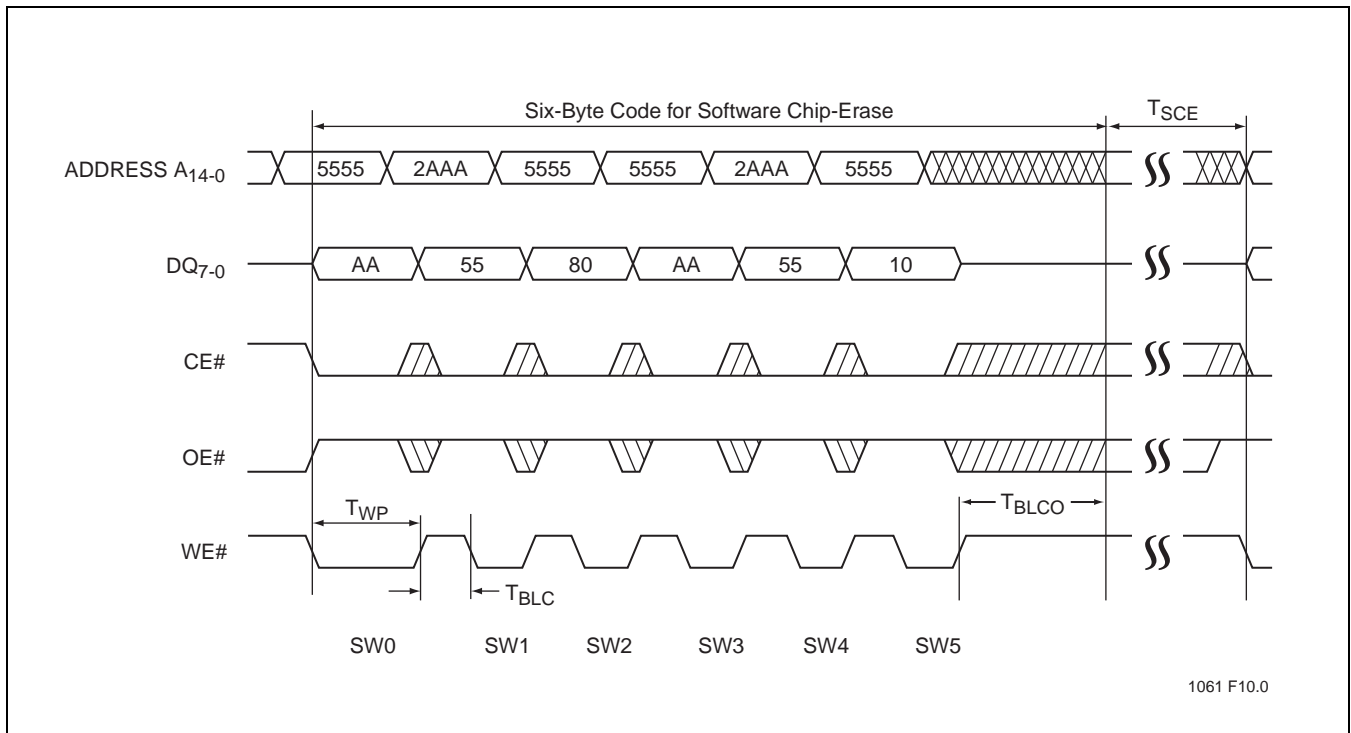 Six-Byte Code for Software Chip-Erase
TSCE
ADDRESS A14-0
5555 2AAA 5555 5555 2AAA 5555
DQ7-0
AA 55 80 AA 55 10
CE#
OE#
TWP
TBLCO
WE#
TBLC
SW0 SW1 SW2 SW3 SW4 SW5
1061 F10.0